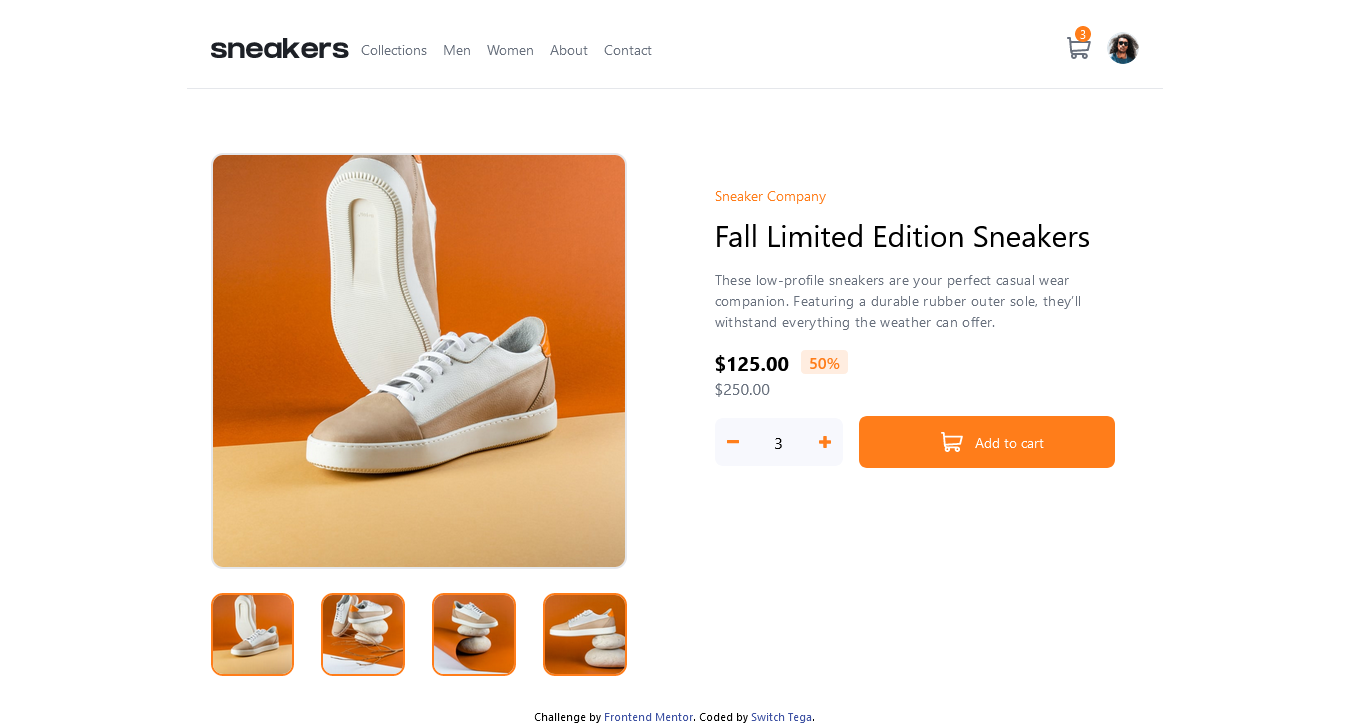 sneakers Collections Men Women About Contact 3
Sneaker Company
Fall Limited Edition Sneakers
These low-profile sneakers are your perfect casual wear
companion. Featuring a durable rubber outer sole, they'll
withstand everything the weather can offer.
$125.00 50%
$250.00
3 Add to cart
Challenge by Frontend Mentor. Coded by Switch Tega.